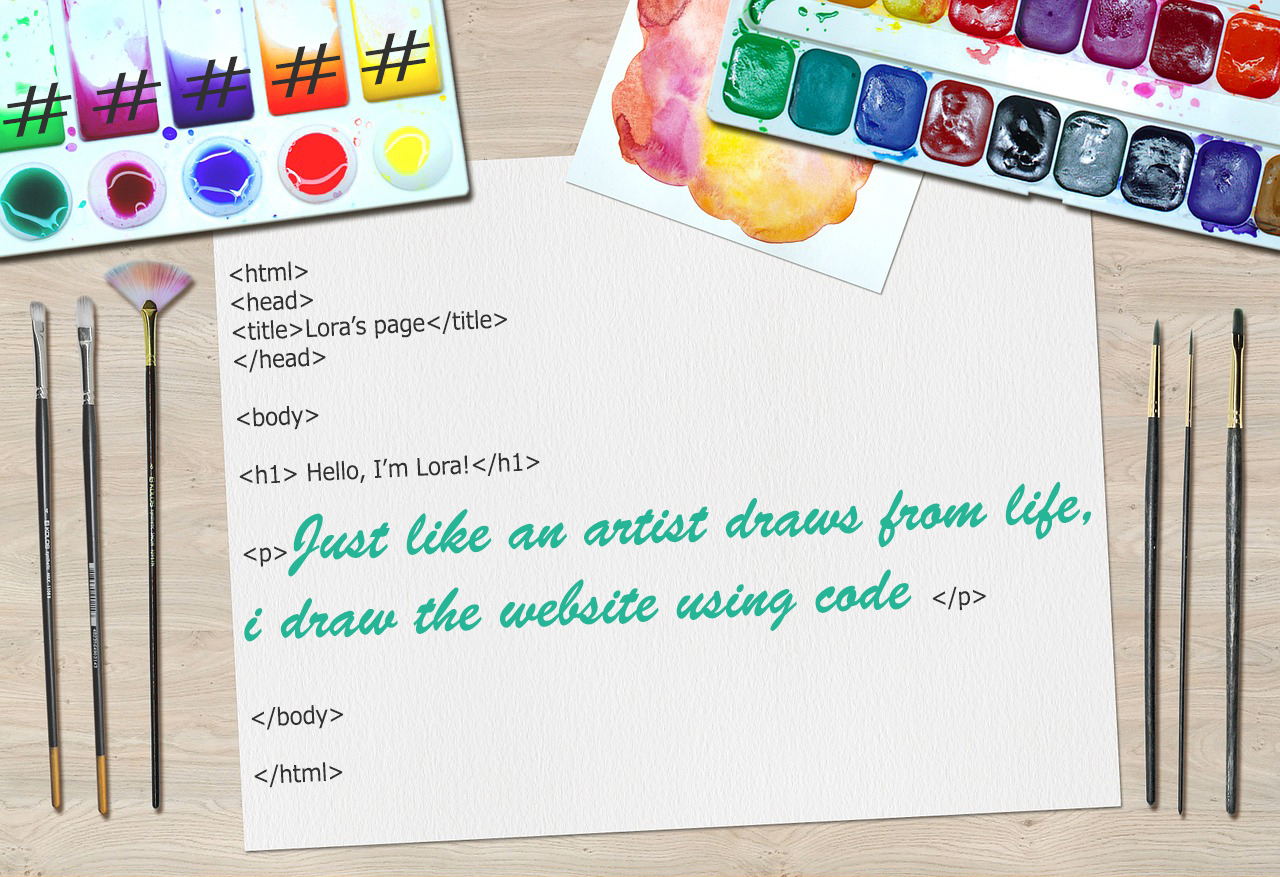 # # # # #
<html>
<head>
<title>Lora’s page</title>
</head>
<body>
<h1> Hello, I’m Lora!</h1>
<p>Just like an artist draws from life,
i draw the website using code </p>
</body>
</html>